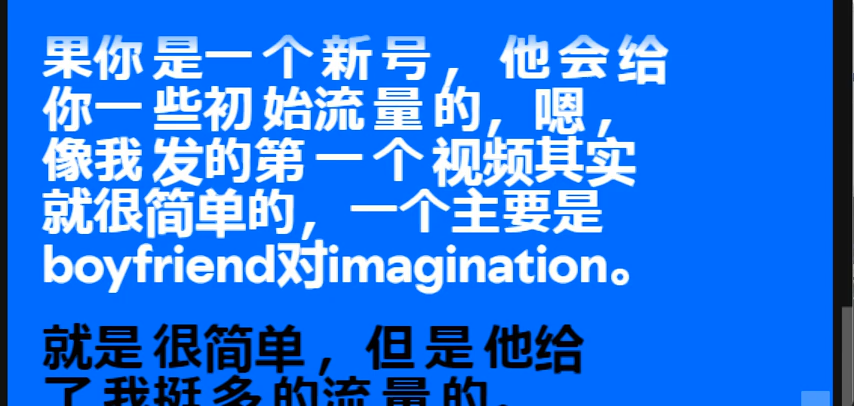 果你是一个新号，他会给
你一些初始流量的，嗯，
像我发的第一个视频其实
就很简单的，一个主要是
boyfriend对imagination。
就是很简单，但是他给
了我挺多的流量的。